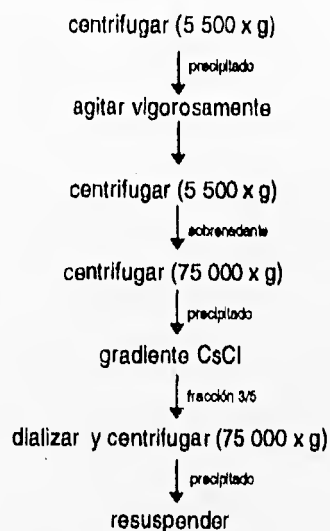 centrifugar (5 500 x g)
precipitado
agitar vigorosamente
centrifugar (5 500 x g)
sobrenadante
centrifugar (75 000 x g)
precipitado
gradiente CsCl
fracción 3/5
dializar y centrifugar (75 000 x g)
precipitado
resuspender